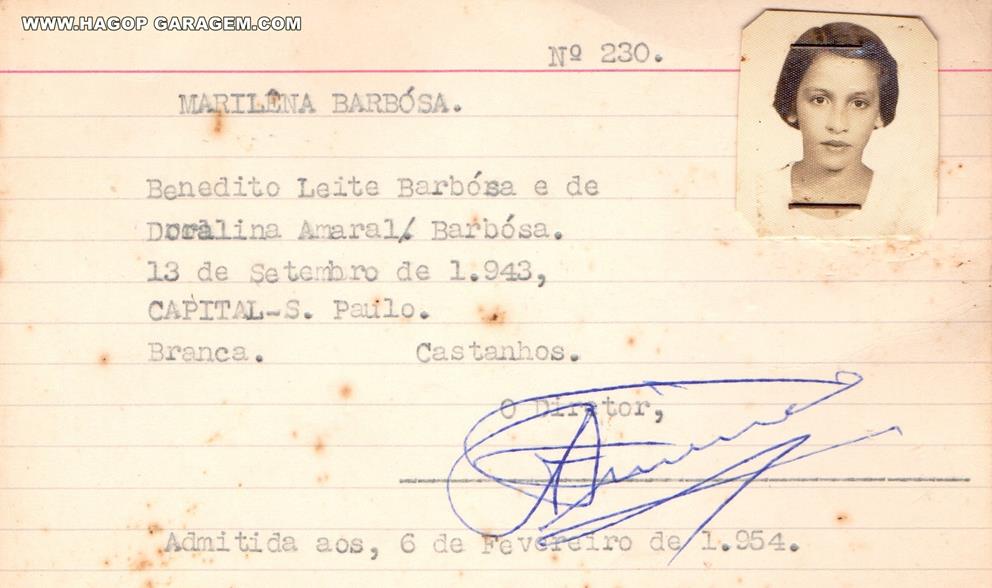 WWW.HAGOP GARAGEM.COM
Nº 230.
MARILÊNA BARBÓSA.
Benedito Leite Barbósa e de
Doralina Amaral/ Barbósa.
13 de Setembro de 1.943,
CAPITAL-S. Paulo.
Branca. Castanhos.
O Diretor,
Admitida aos, 6 de Fevereiro de 1.954.